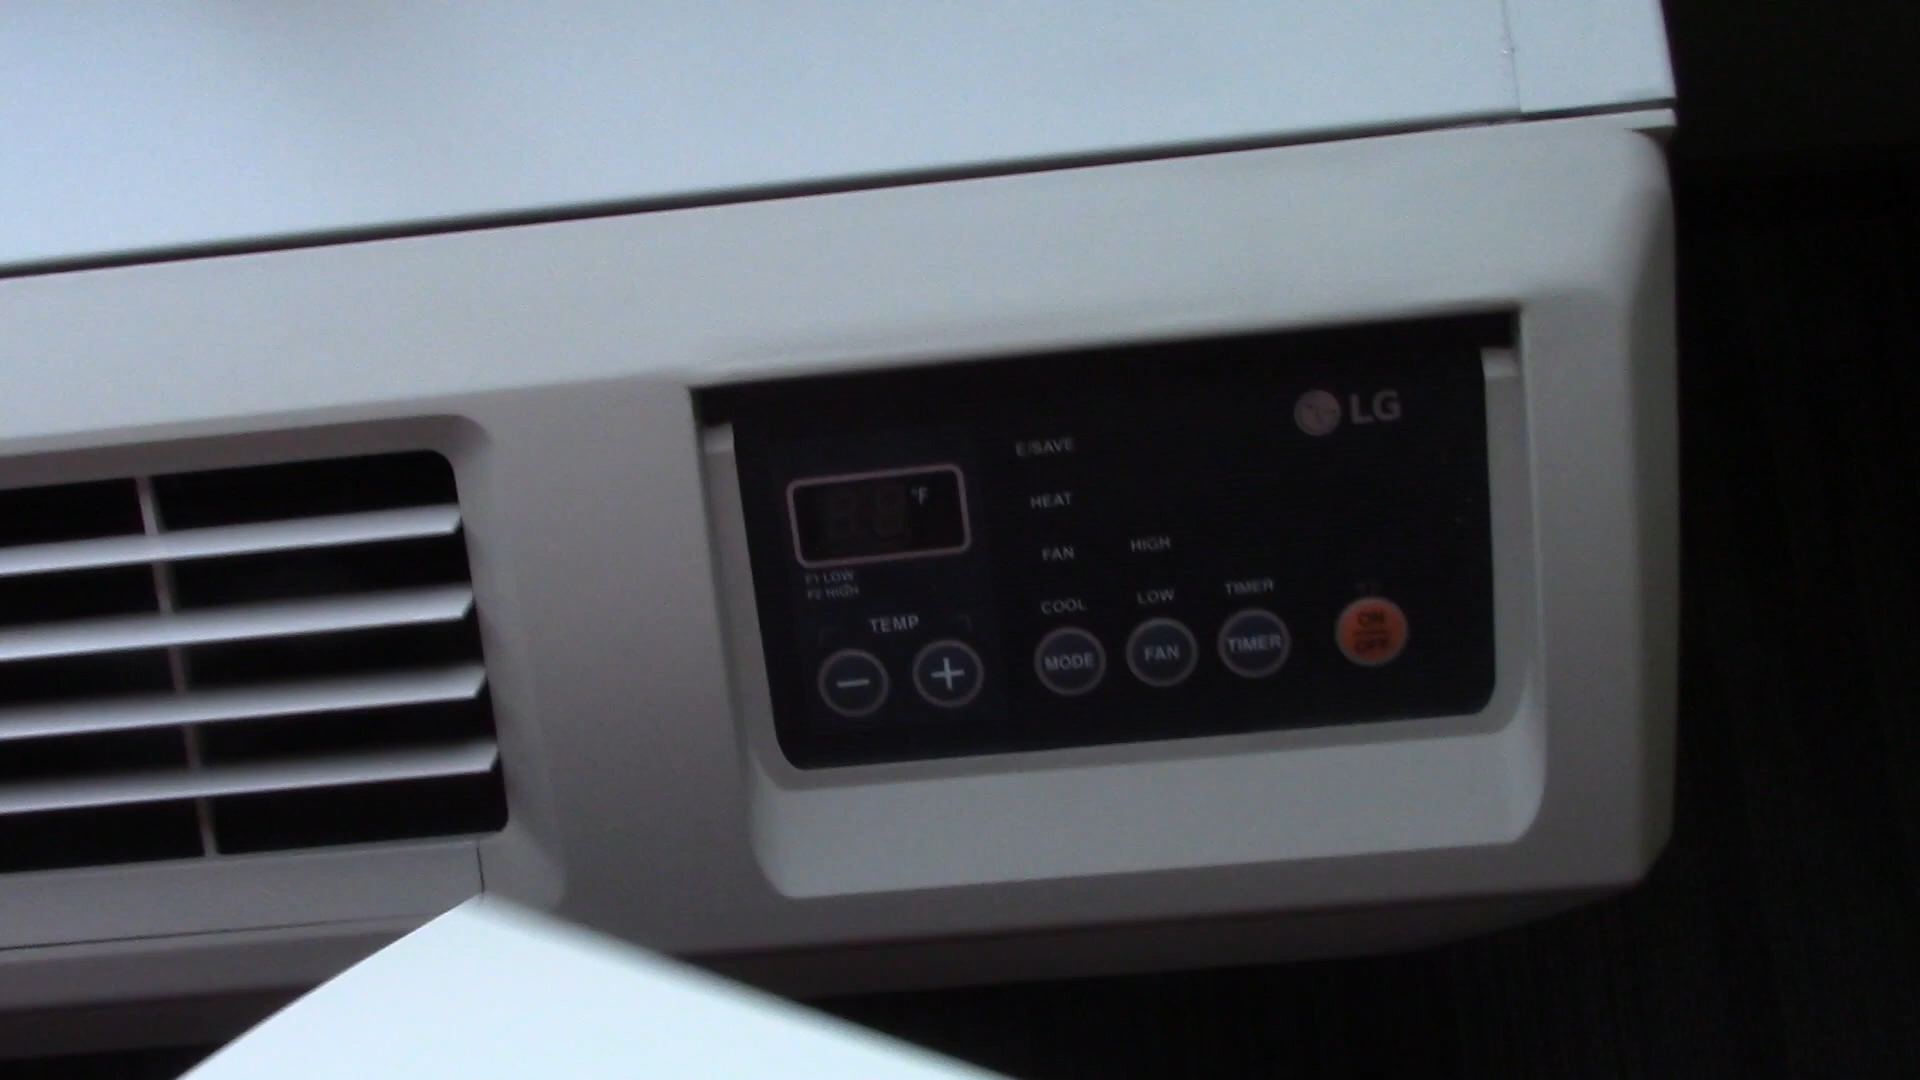 LG
E/SAVE
°F
HEAT
FAN HIGH
F1 LOW
F2 HIGH
TEMP
COOL LOW TIMER
− + MODE FAN TIMER ON
OFF